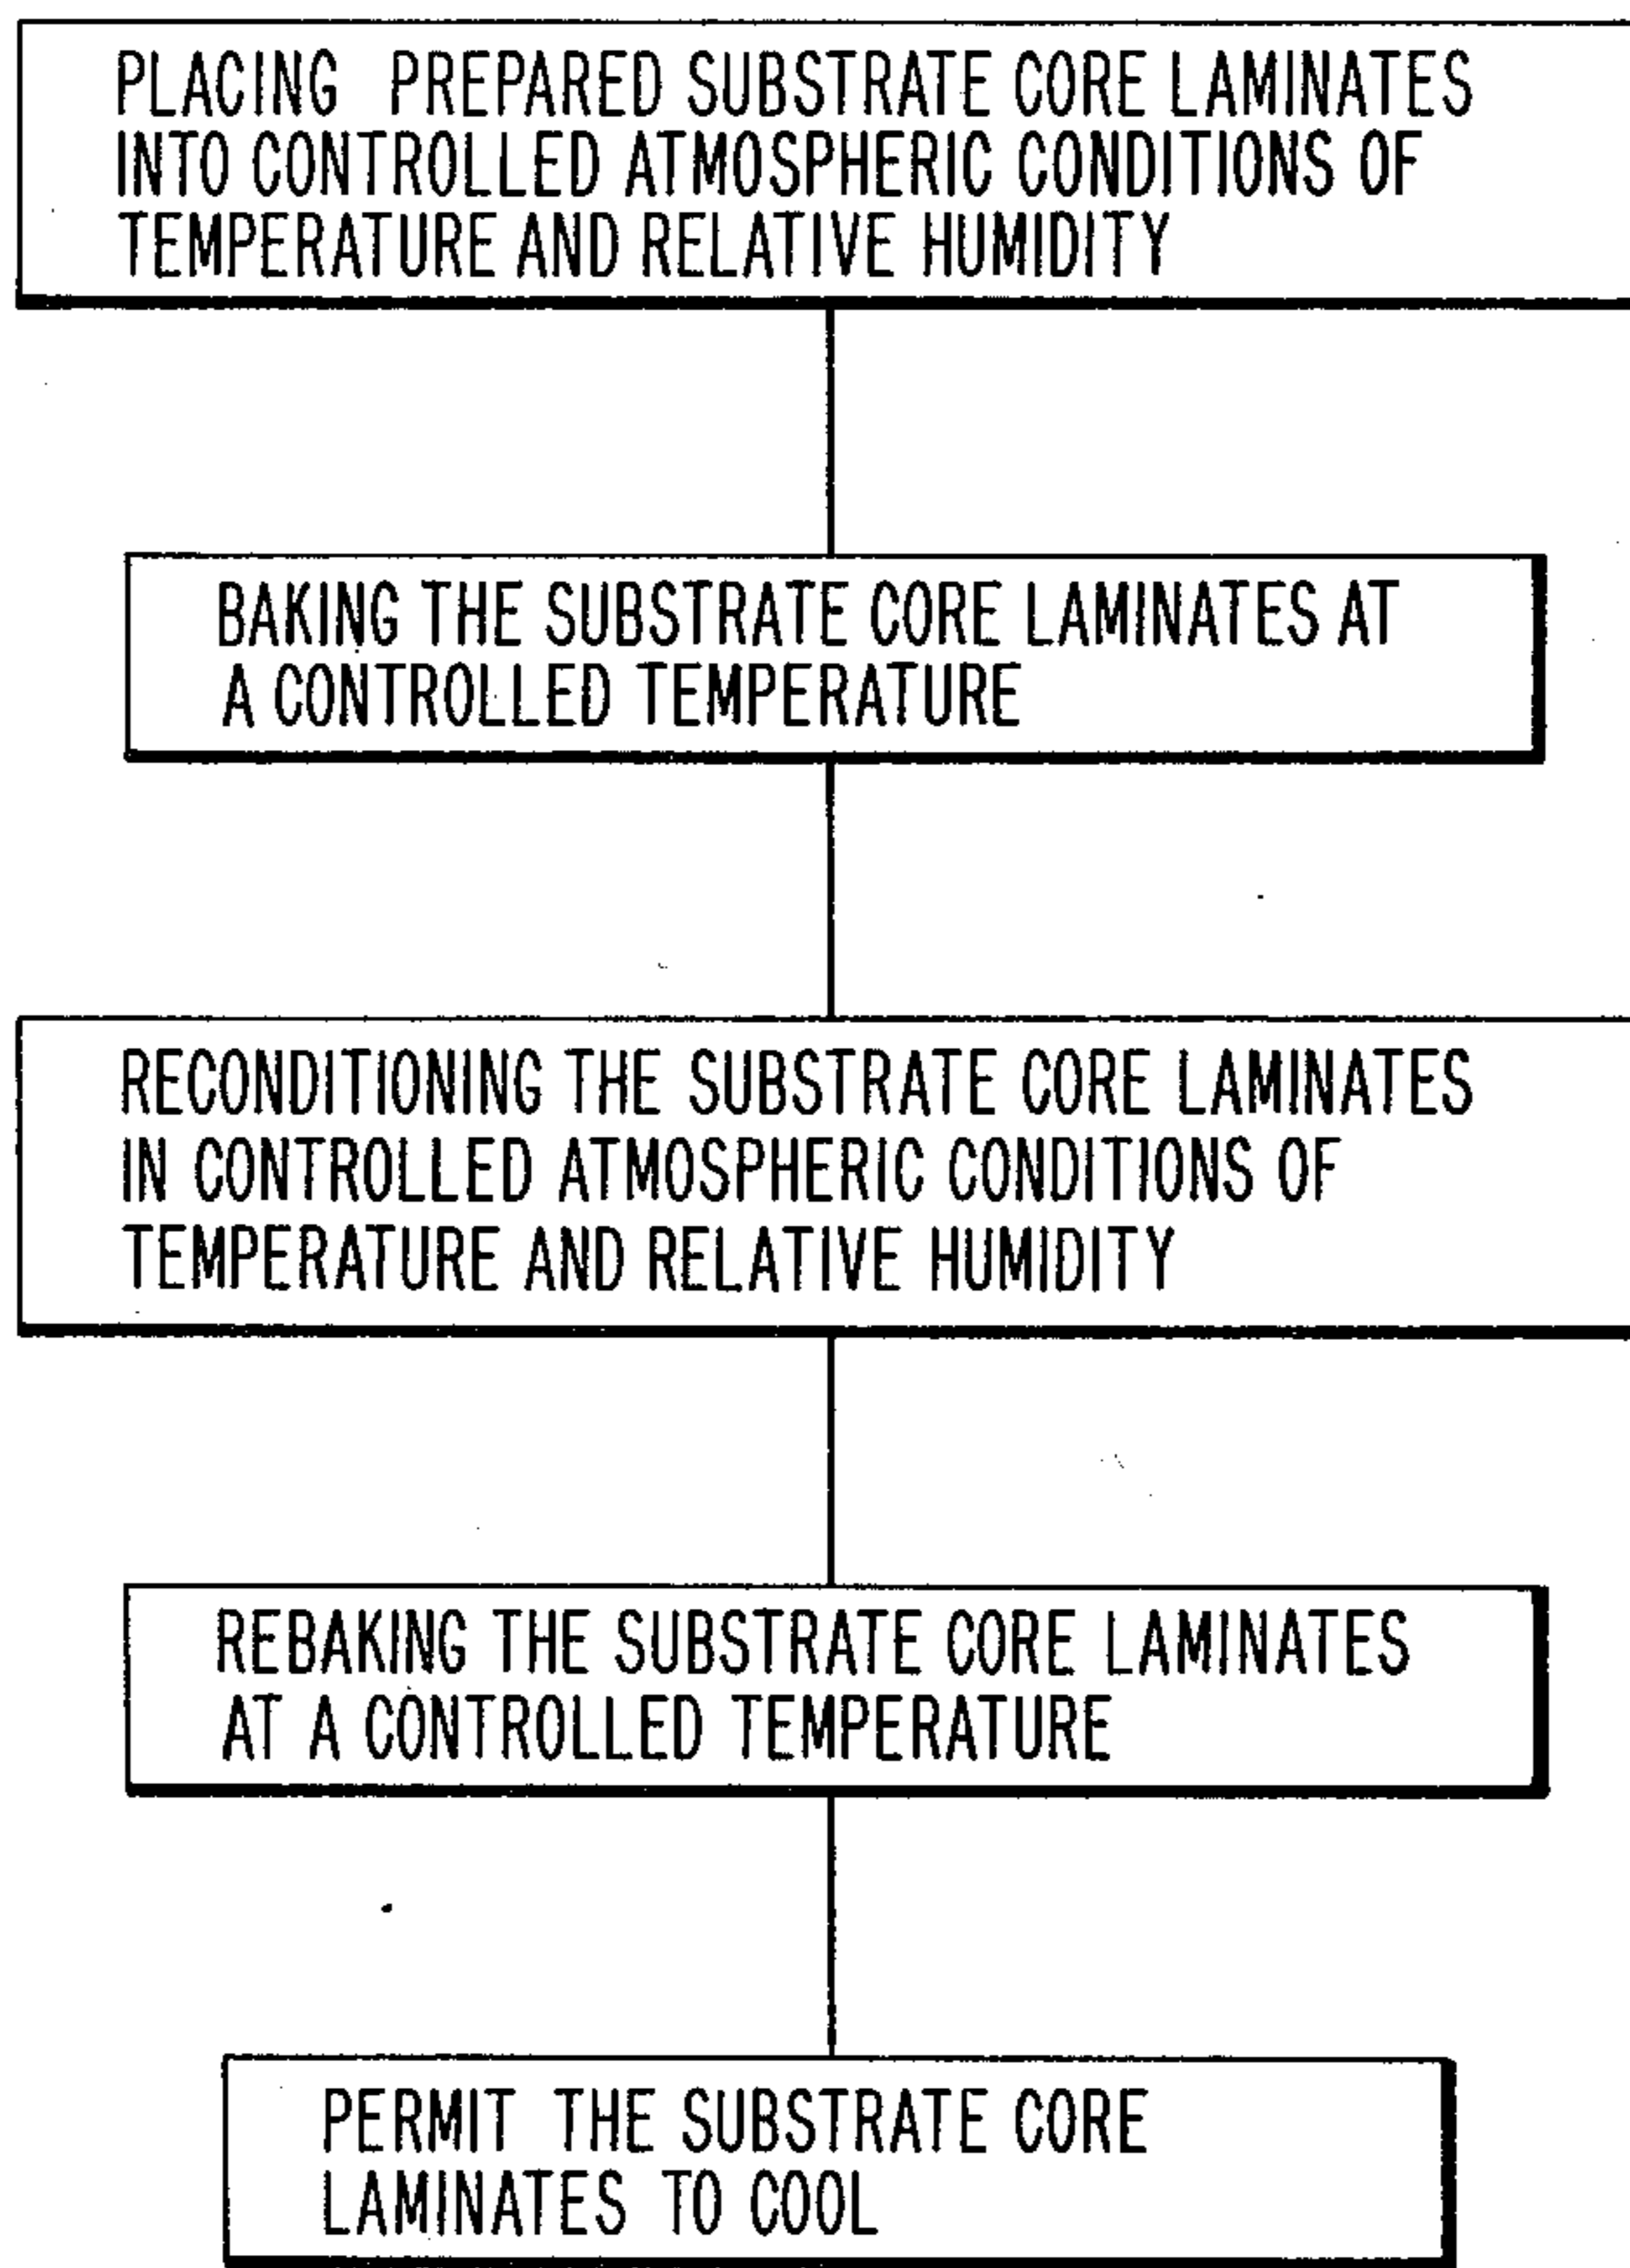 PLACING PREPARED SUBSTRATE CORE LAMINATES
INTO CONTROLLED ATMOSPHERIC CONDITIONS OF
TEMPERATURE AND RELATIVE HUMIDITY
BAKING THE SUBSTRATE CORE LAMINATES AT
A CONTROLLED TEMPERATURE
RECONDITIONING THE SUBSTRATE CORE LAMINATES
IN CONTROLLED ATMOSPHERIC CONDITIONS OF
TEMPERATURE AND RELATIVE HUMIDITY
REBAKING THE SUBSTRATE CORE LAMINATES
AT A CONTROLLED TEMPERATURE
PERMIT THE SUBSTRATE CORE
LAMINATES TO COOL